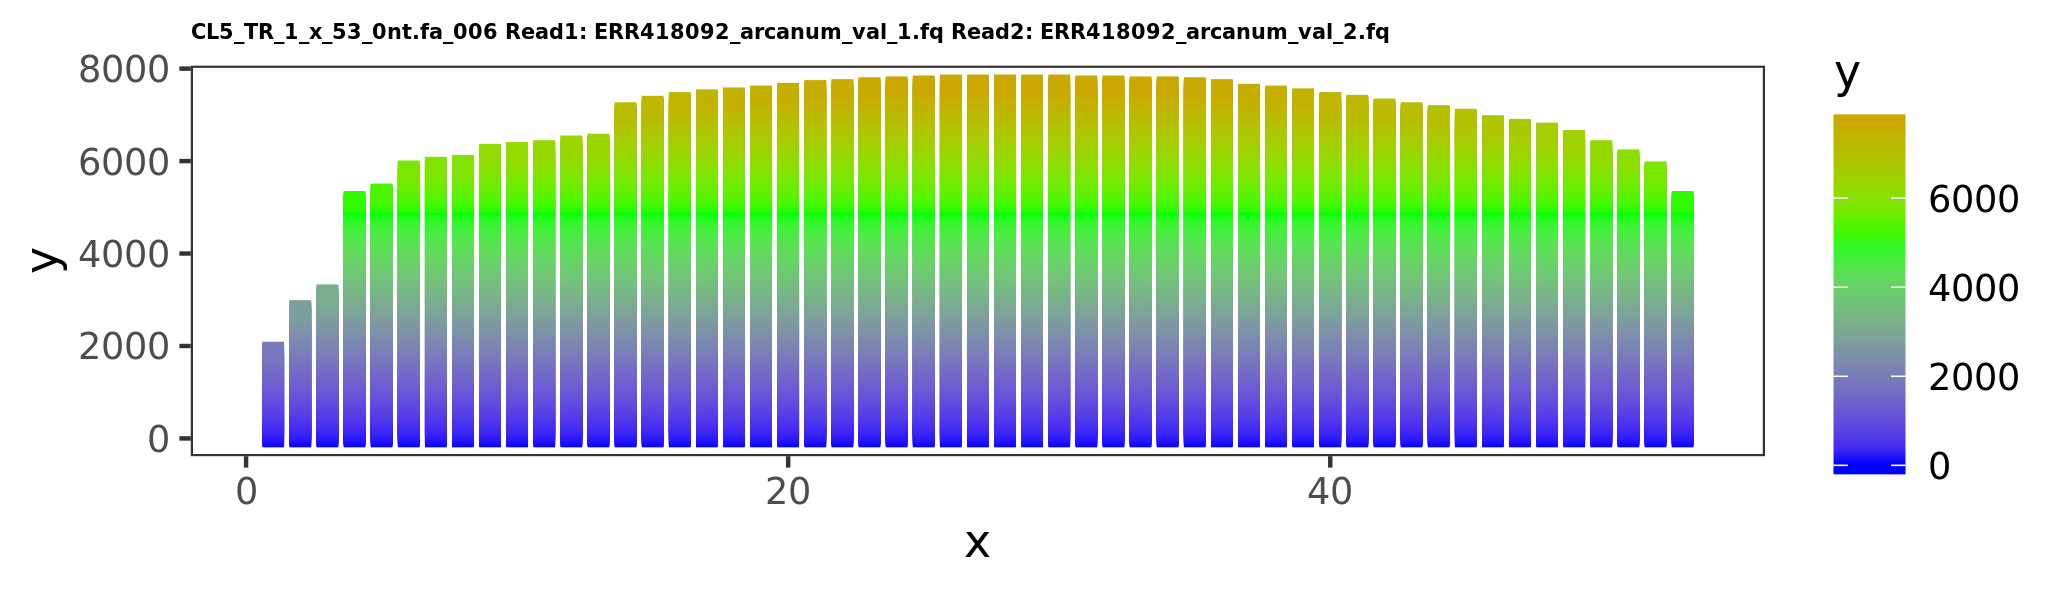 CL5_TR_1_x_53_0nt.fa_006 Read1: ERR418092_arcanum_val_1.fq Read2: ERR418092_arcanum_val_2.fq
8000
6000
4000
2000
0
y
0 20 40
x
y
6000
4000
2000
0